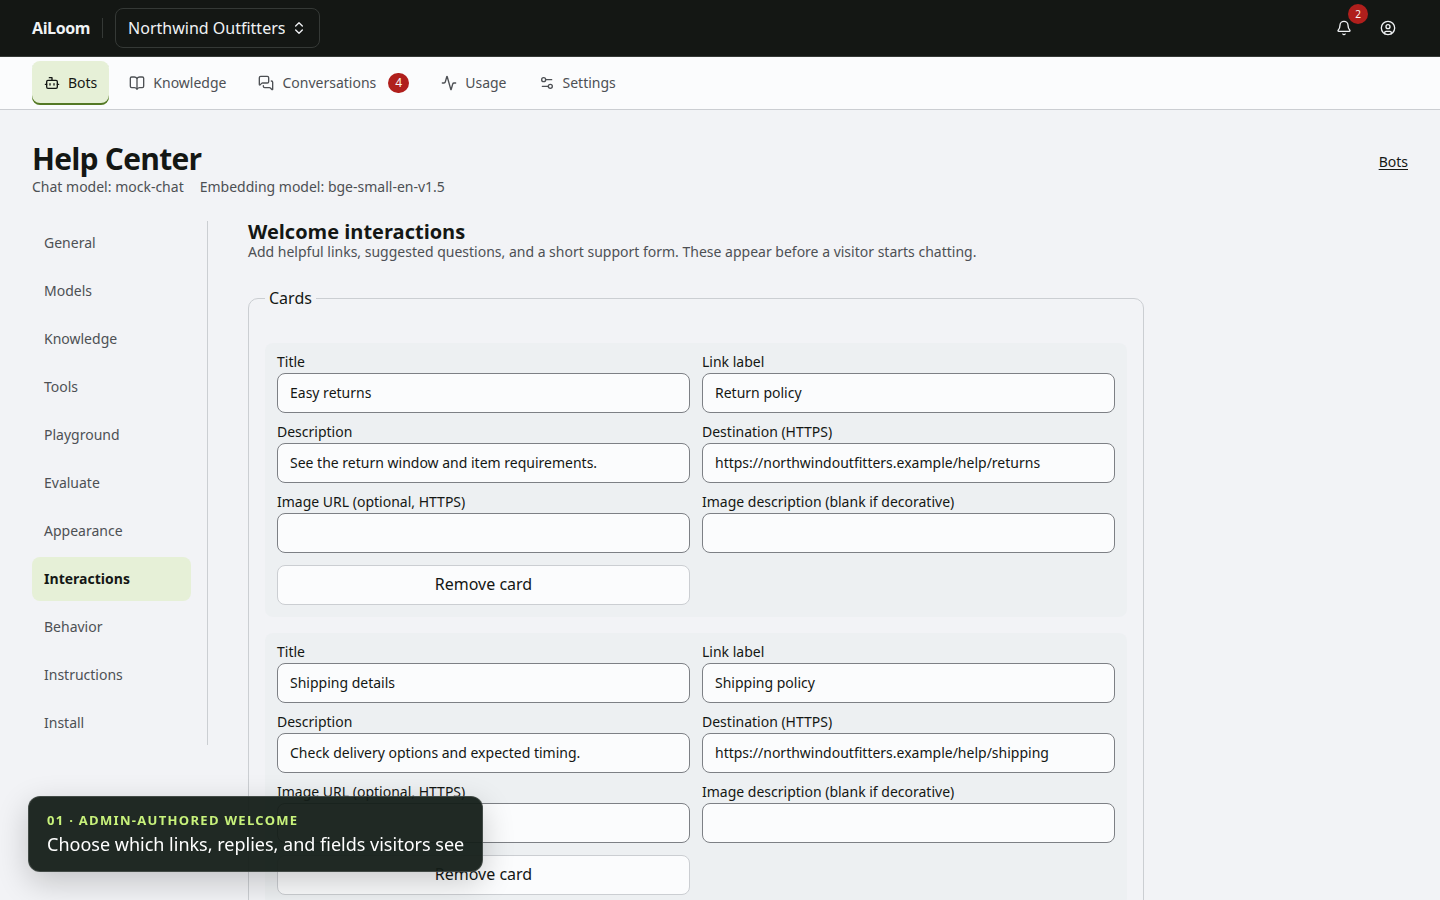 AiLoom
Northwind Outfitters
2
Bots
Knowledge
Conversations 4
Usage
Settings
Help Center
Bots
Chat model: mock-chat Embedding model: bge-small-en-v1.5
General
Models
Knowledge
Tools
Playground
Evaluate
Appearance
Interactions
Behavior
Instructions
Install
Welcome interactions
Add helpful links, suggested questions, and a short support form. These appear before a visitor starts chatting.
Cards
Title
Easy returns
Link label
Return policy
Description
See the return window and item requirements.
Destination (HTTPS)
https://northwindoutfitters.example/help/returns
Image URL (optional, HTTPS)
Image description (blank if decorative)
Remove card
Title
Shipping details
Link label
Shipping policy
Description
Check delivery options and expected timing.
Destination (HTTPS)
https://northwindoutfitters.example/help/shipping
Image URL (optional, HTTPS)
Image description (blank if decorative)
Remove card
01 · ADMIN-AUTHORED WELCOME
Choose which links, replies, and fields visitors see